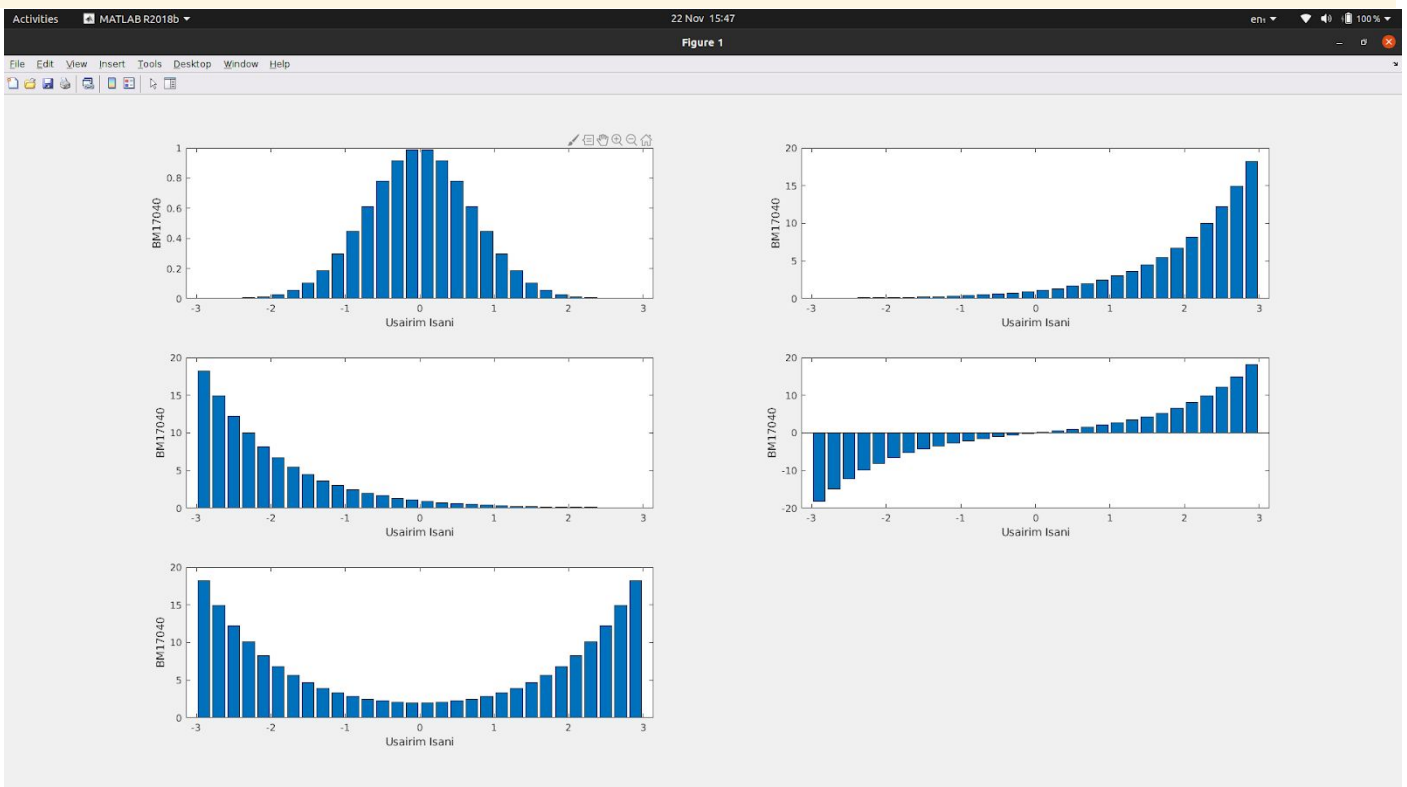 Activities MATLAB R2018b 22 Nov 15:47 en₁ 100 %
Figure 1
File Edit View Insert Tools Desktop Window Help
1
0.8
0.6
0.4
0.2
0
BM17040
-3 -2 -1 0 1 2 3
Usairim Isani
20
15
10
5
0
BM17040
-3 -2 -1 0 1 2 3
Usairim Isani
20
15
10
5
0
BM17040
-3 -2 -1 0 1 2 3
Usairim Isani
20
10
0
-10
-20
BM17040
-3 -2 -1 0 1 2 3
Usairim Isani
20
15
10
5
0
BM17040
-3 -2 -1 0 1 2 3
Usairim Isani